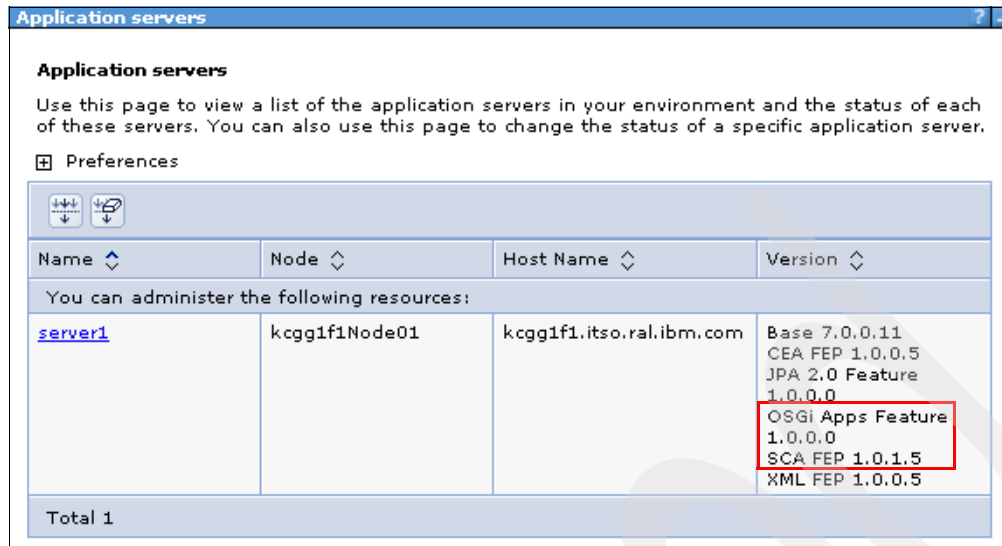 Application servers
?
Application servers
Use this page to view a list of the application servers in your environment and the status of each
of these servers. You can also use this page to change the status of a specific application server.
Preferences
Name Node Host Name Version
You can administer the following resources:
server1 kcgg1f1Node01 kcgg1f1.itso.ral.ibm.com Base 7.0.0.11
CEA FEP 1.0.0.5
JPA 2.0 Feature
1.0.0.0
OSGi Apps Feature
1.0.0.0
SCA FEP 1.0.1.5
XML FEP 1.0.0.5
Total 1